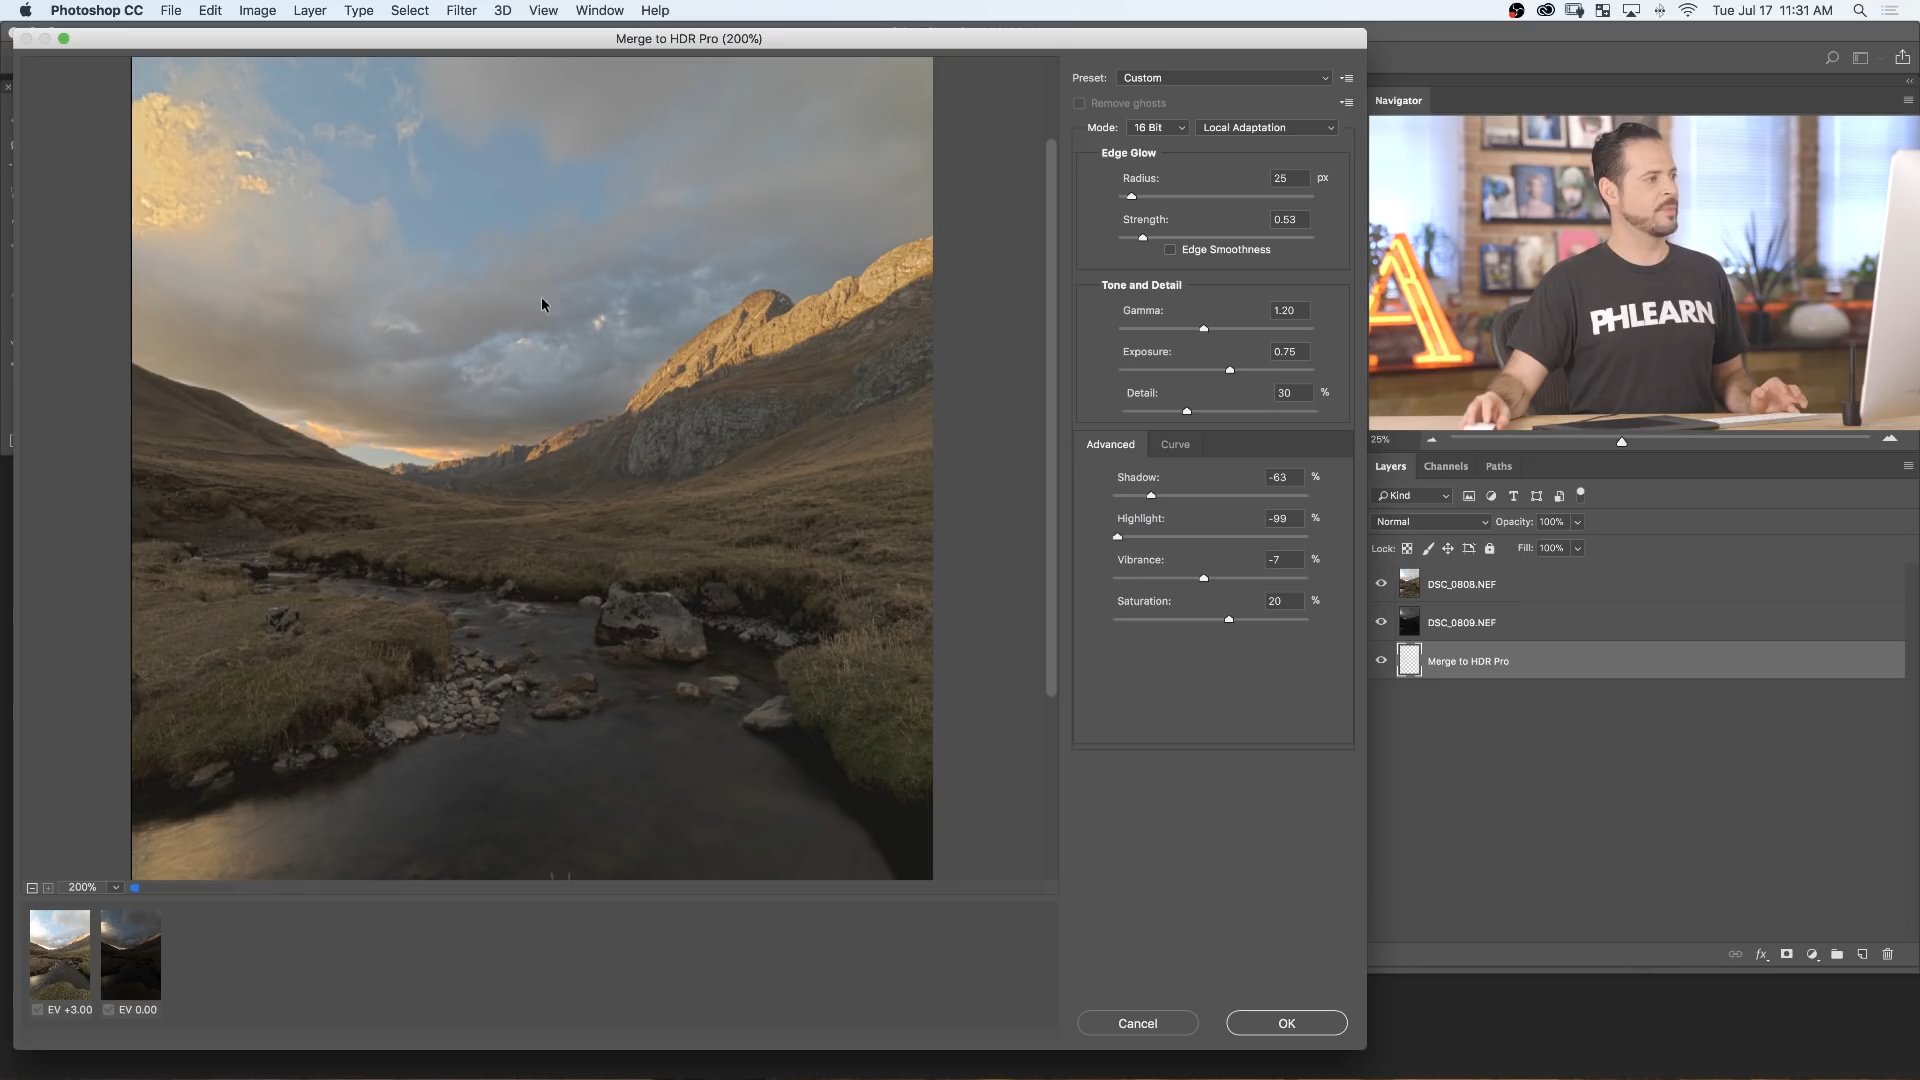 Photoshop CC File Edit Image Layer Type Select Filter 3D View Window Help Tue Jul 17 11:31 AM
Merge to HDR Pro (200%)
Preset: Custom
Remove ghosts
Mode: 16 Bit Local Adaptation
Edge Glow
Radius: 25 px
Strength: 0.53
Edge Smoothness
Tone and Detail
Gamma: 1.20
Exposure: 0.75
Detail: 30 %
Advanced Curve
Shadow: -63 %
Highlight: -99 %
Vibrance: -7 %
Saturation: 20 %
Cancel OK
200%
EV +3.00 EV 0.00
Navigator
PHLEARN
25%
Layers Channels Paths
Kind
Normal Opacity: 100%
Lock: Fill: 100%
DSC_0808.NEF
DSC_0809.NEF
Merge to HDR Pro
fx